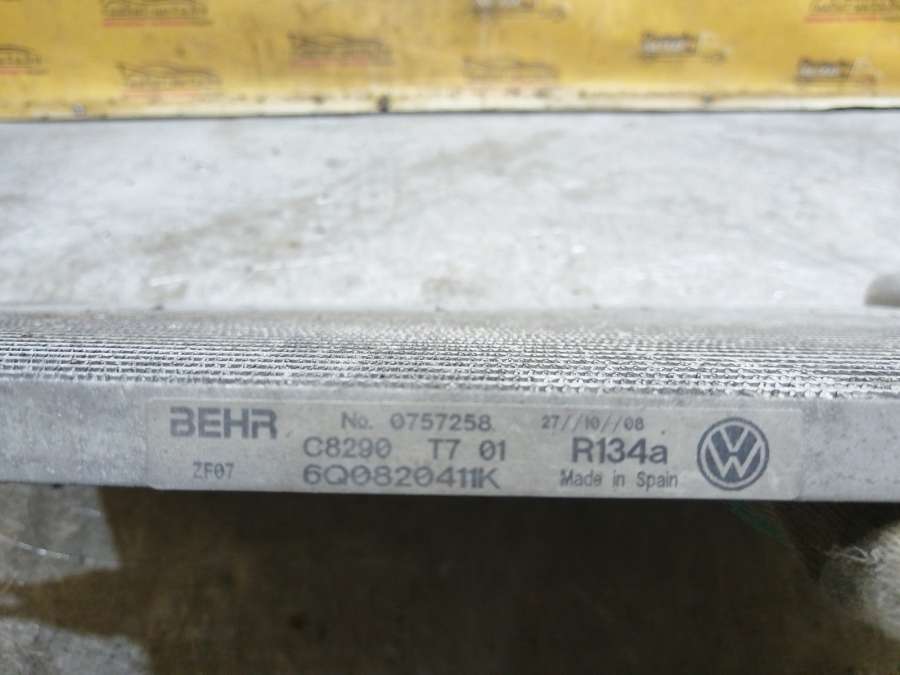 BEHR No. 0757258 27//10//08
C8290 T7 01 R134a
ZF07 6Q0820411K Made in Spain